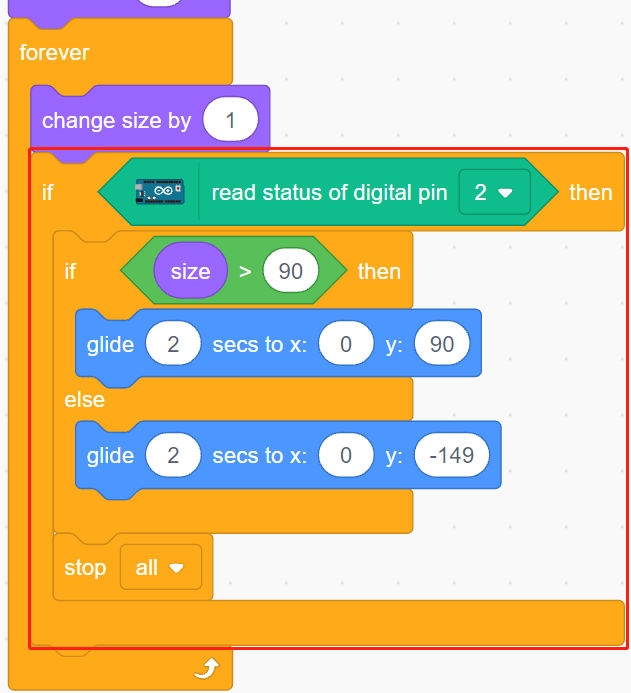 forever
change size by 1
if read status of digital pin 2 then
if size > 90 then
glide 2 secs to x: 0 y: 90
else
glide 2 secs to x: 0 y: -149
stop all